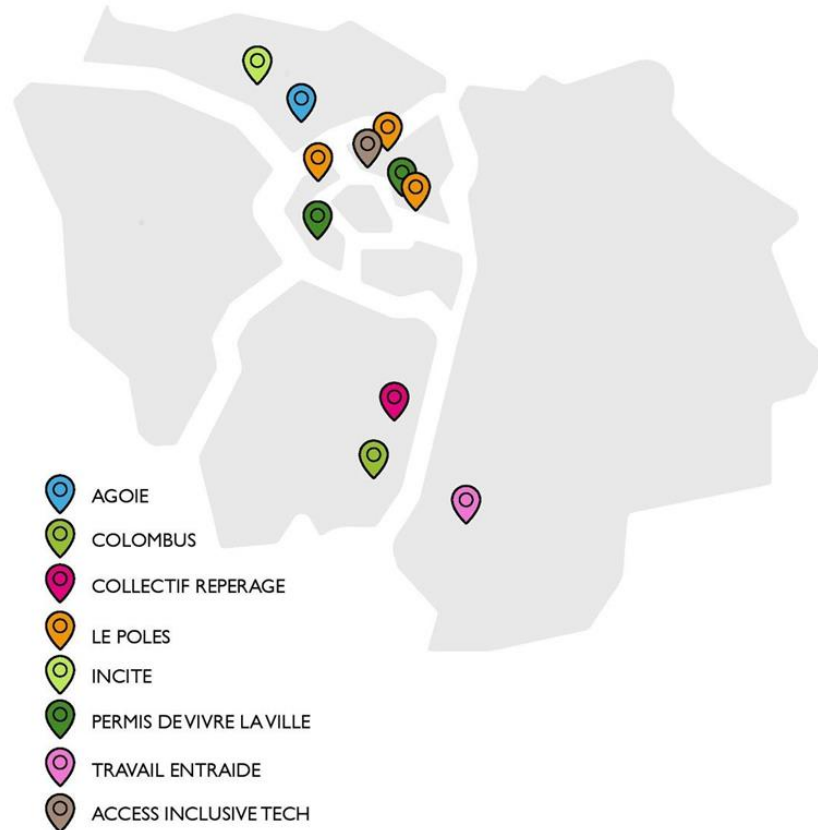 AGOIE
COLOMBUS
COLLECTIF REPERAGE
LE POLES
INCITE
PERMIS DE VIVRE LA VILLE
TRAVAIL ENTRAIDE
ACCESS INCLUSIVE TECH